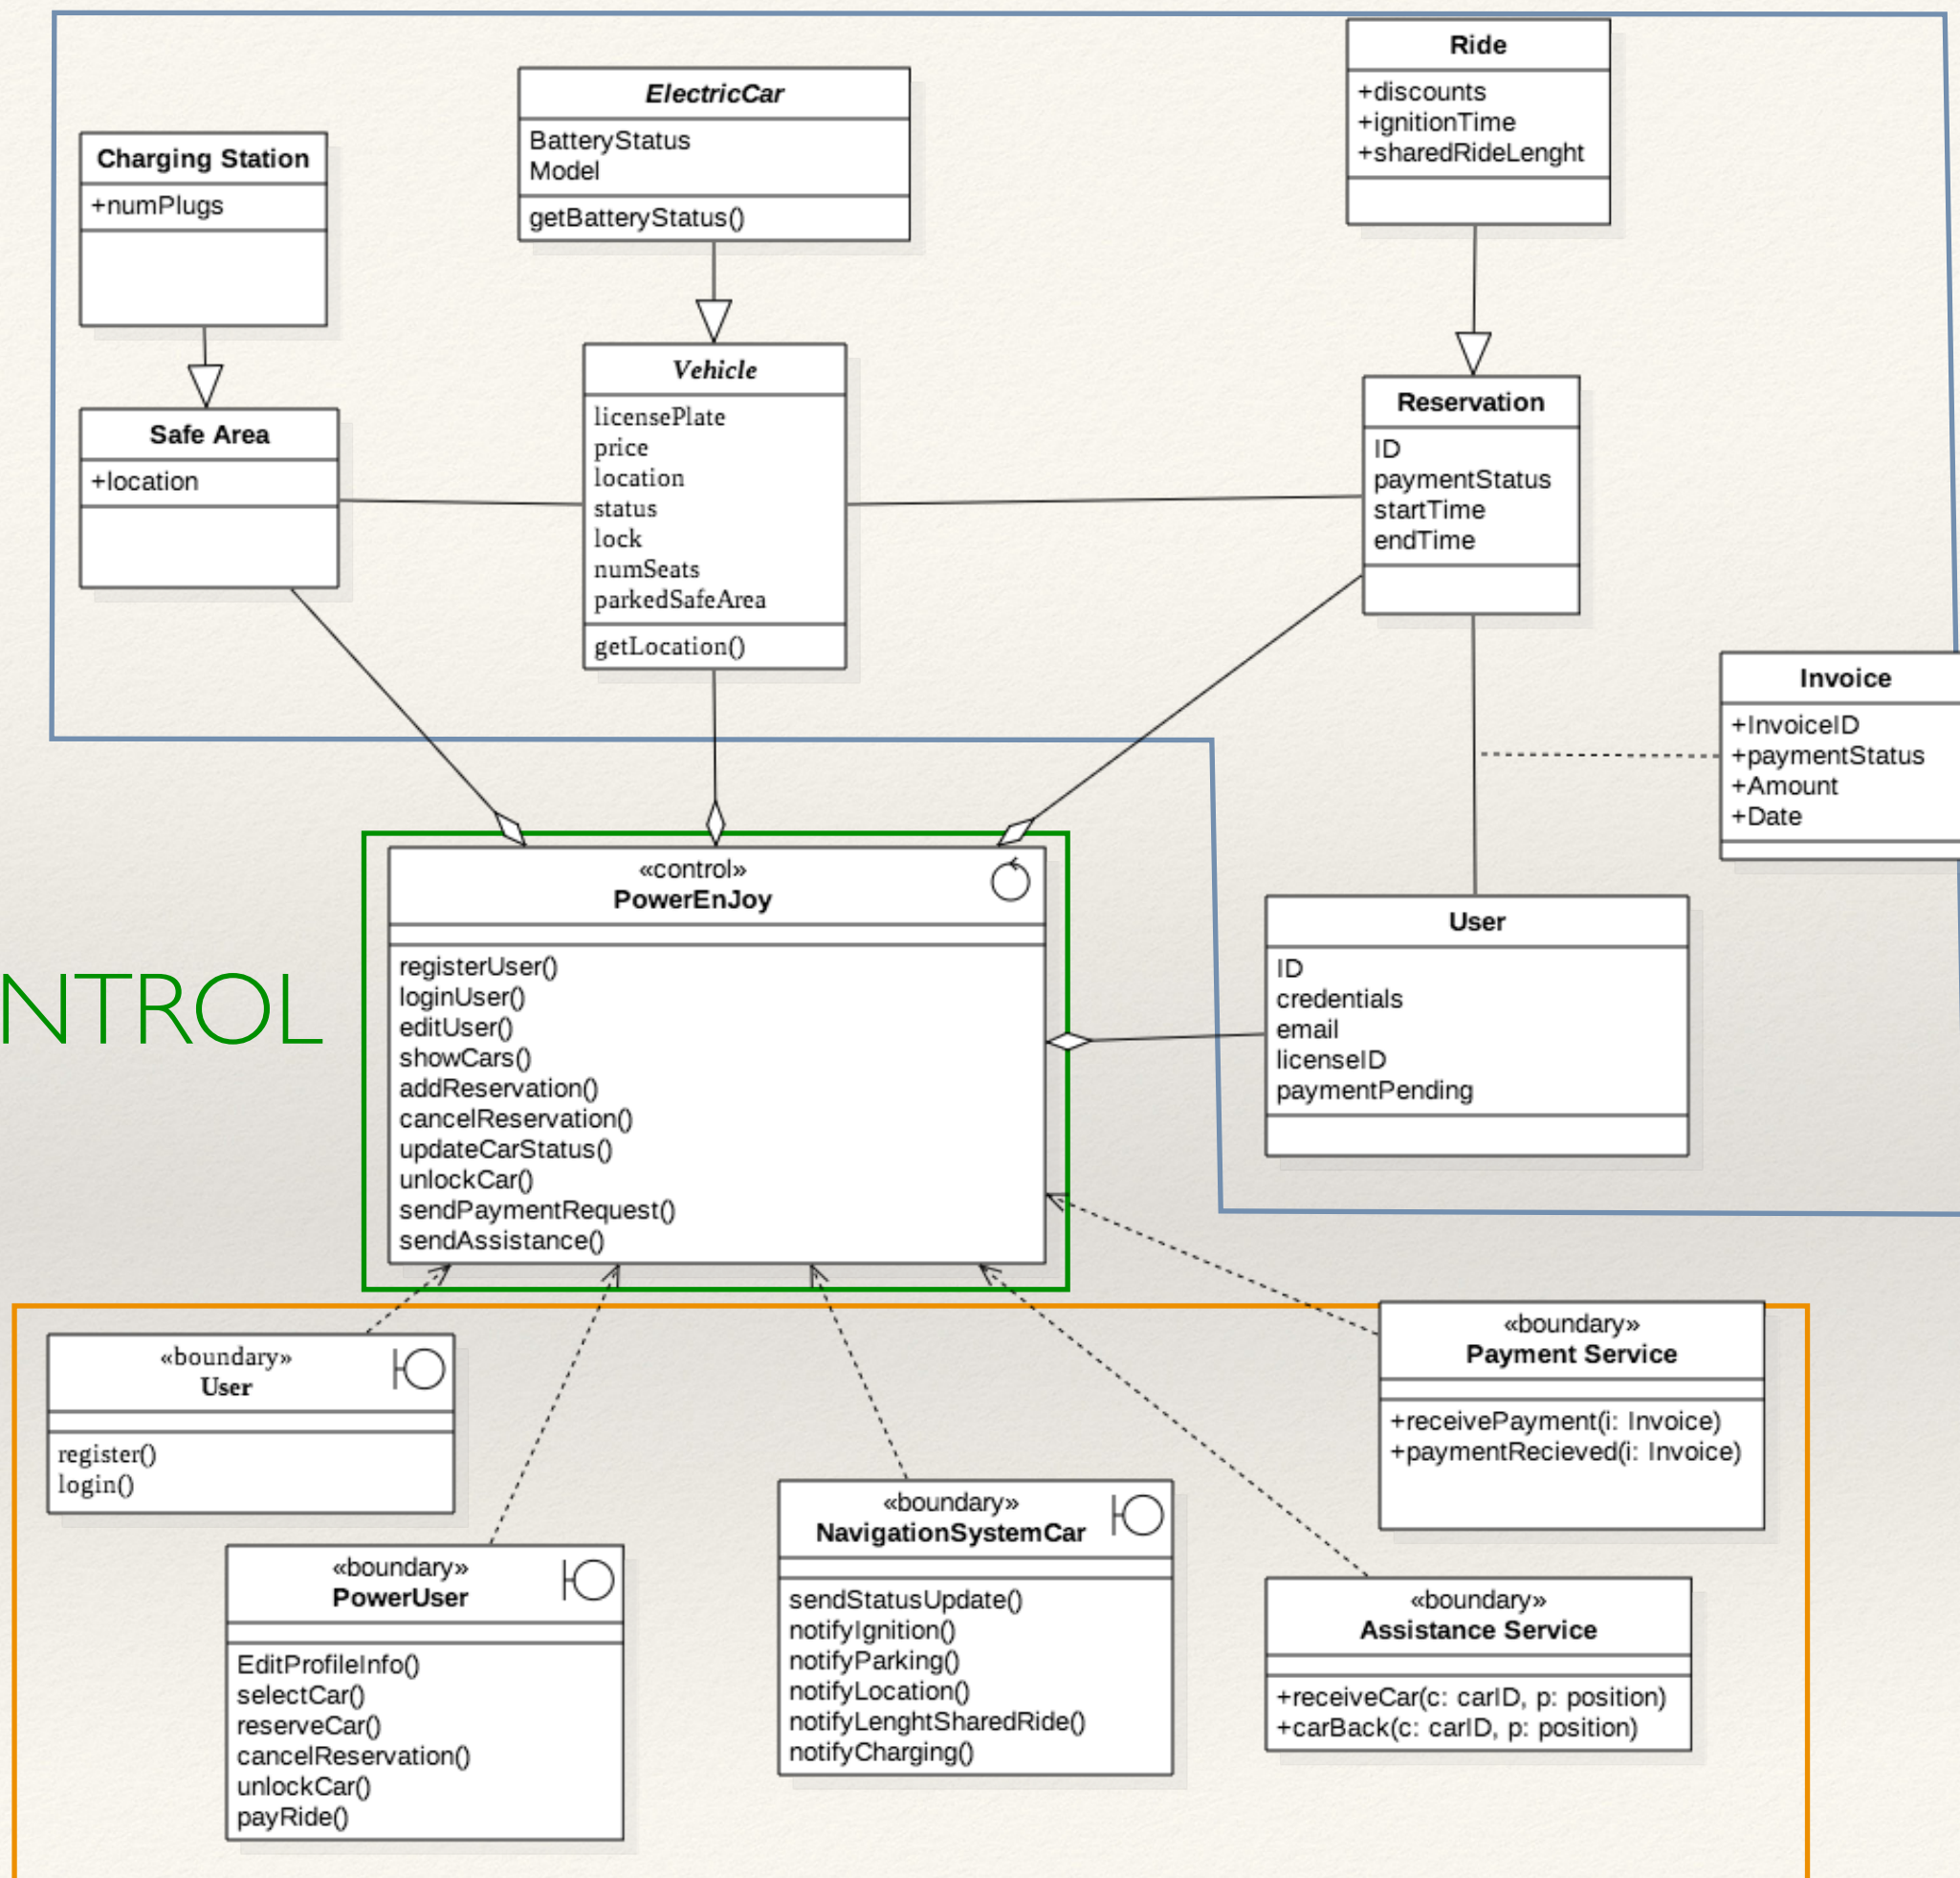 Ride
+discounts
+ignitionTime
+sharedRideLenght
ElectricCar
BatteryStatus
Model
getBatteryStatus()
Charging Station
+numPlugs
Safe Area
+location
Vehicle
licensePlate
price
location
status
lock
numSeats
parkedSafeArea
getLocation()
Reservation
ID
paymentStatus
startTime
endTime
Invoice
+InvoiceID
+paymentStatus
+Amount
+Date
«control»
PowerEnJoy
registerUser()
loginUser()
editUser()
showCars()
addReservation()
cancelReservation()
updateCarStatus()
unlockCar()
sendPaymentRequest()
sendAssistance()
NTROL
User
ID
credentials
email
licenseID
paymentPending
«boundary»
User
register()
login()
«boundary»
PowerUser
EditProfileInfo()
selectCar()
reserveCar()
cancelReservation()
unlockCar()
payRide()
«boundary»
NavigationSystemCar
sendStatusUpdate()
notifyIgnition()
notifyParking()
notifyLocation()
notifyLenghtSharedRide()
notifyCharging()
«boundary»
Payment Service
+receivePayment(i: Invoice)
+paymentRecieved(i: Invoice)
«boundary»
Assistance Service
+receiveCar(c: carID, p: position)
+carBack(c: carID, p: position)